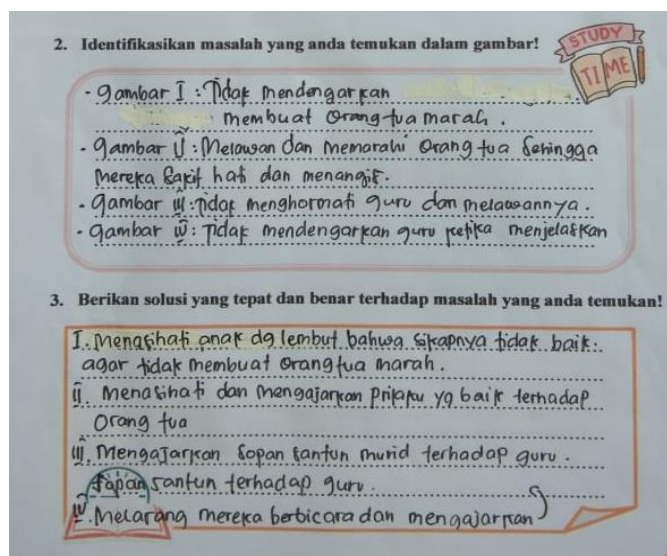 2. Identifikasikan masalah yang anda temukan dalam gambar!
STUDY
TIME
- gambar I : Tidak mendengarkan
membuat orang tua marah.
- gambar II : Melawan dan memarahi orang tua sehingga
mereka sakit hati dan menangis.
- gambar III : Tidak menghormati guru dan melawannya.
- gambar IV : Tidak mendengarkan guru ketika menjelaskan
3. Berikan solusi yang tepat dan benar terhadap masalah yang anda temukan!
I. Menasihati anak dg lembut bahwa sikapnya tidak baik.
agar tidak membuat orang tua marah.
II. Menasihati dan mengajarkan prilaku yg baik terhadap
orang tua
III. Mengajarkan sopan santun murid terhadap guru.
sopan santun terhadap guru.
IV. Melarang mereka berbicara dan mengajarkan